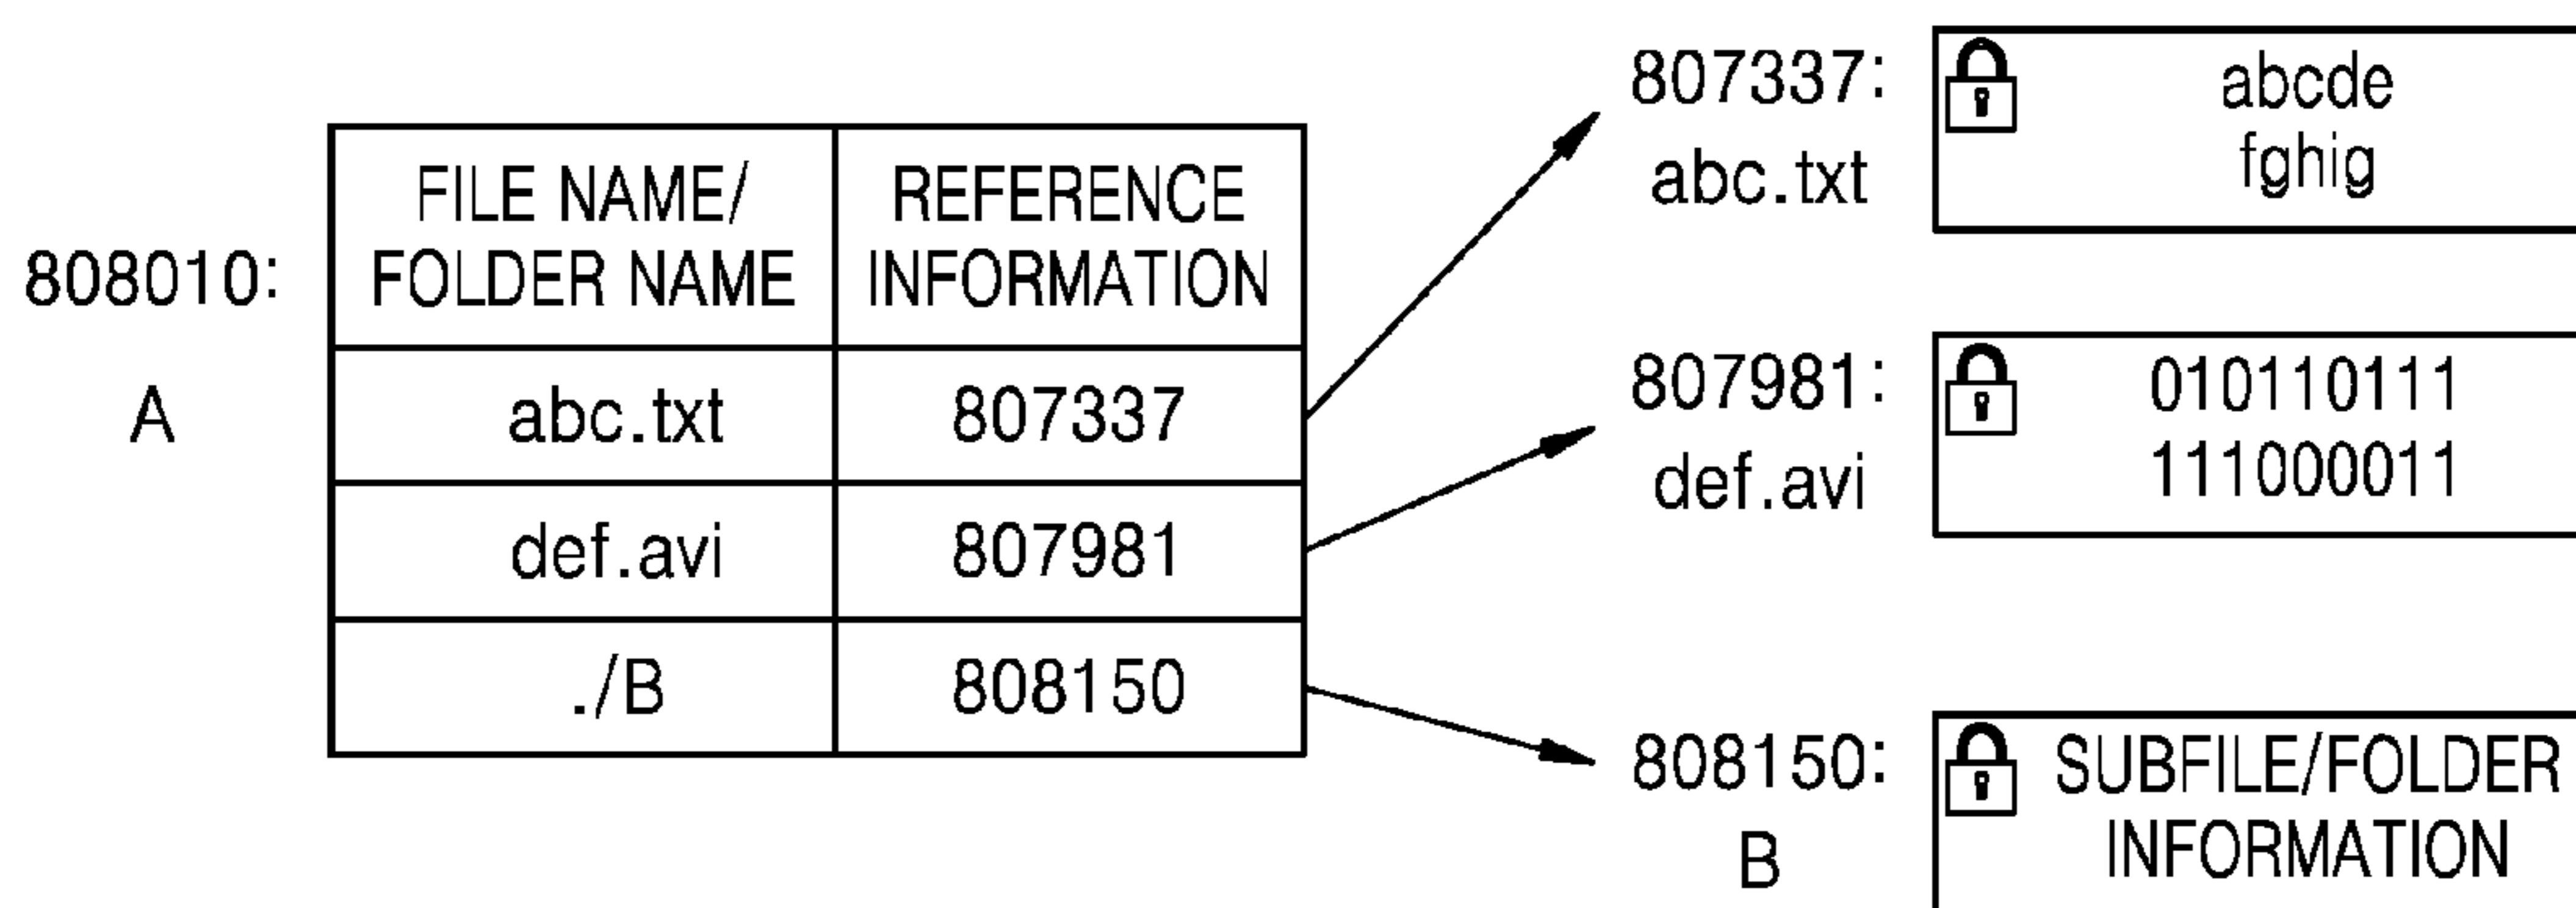 808010:
A
FILE NAME/
FOLDER NAME
REFERENCE
INFORMATION
abc.txt
807337
def.avi
807981
./B
808150
807337:
abc.txt
abcde
fghig
807981:
def.avi
010110111
111000011
808150:
B
SUBFILE/FOLDER
INFORMATION